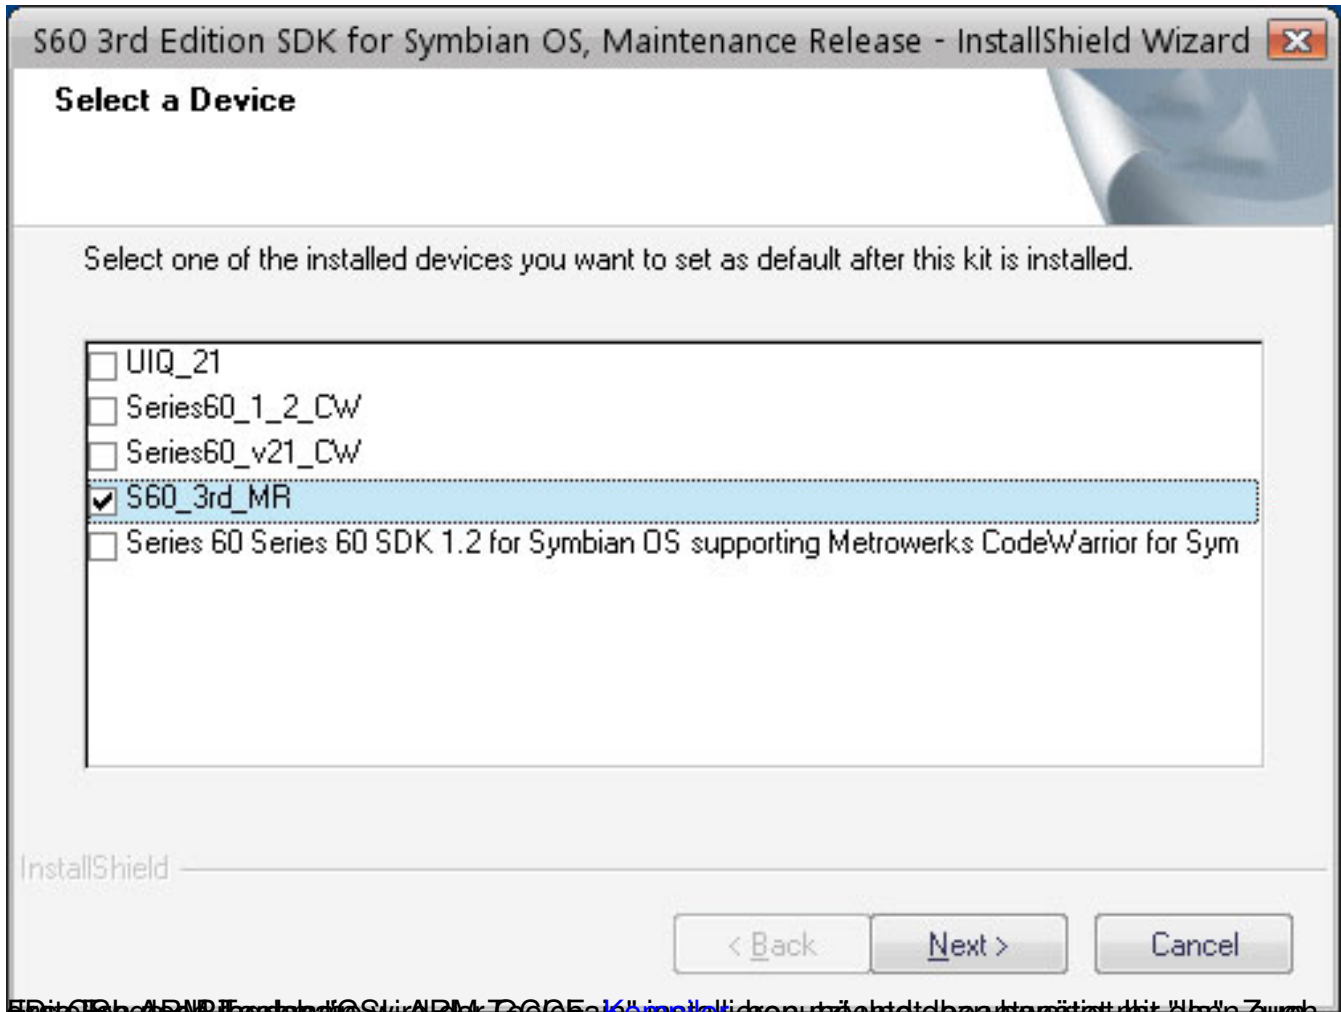 S60 3rd Edition SDK for Symbian OS, Maintenance Release - InstallShield Wizard
Select a Device
Select one of the installed devices you want to set as default after this kit is installed.
UIQ_21
Series60_1_2_CW
Series60_v21_CW
S60_3rd_MR
Series 60 Series 60 SDK 1.2 for Symbian OS supporting Metrowerks CodeWarrior for Sym
InstallShield
< Back
Next >
Cancel